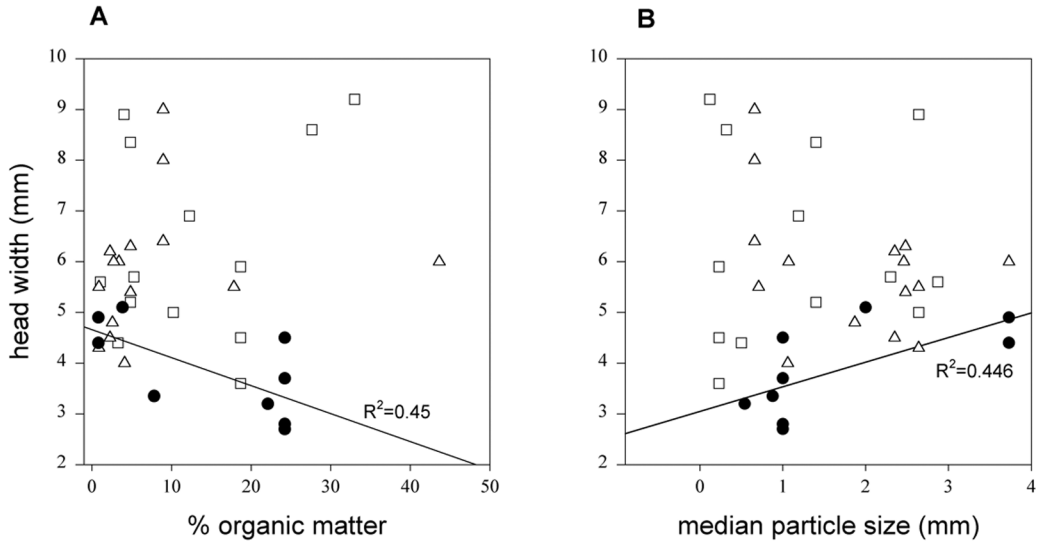 A
B
10
9
8
7
6
5
4
3
2
head width (mm)
R²=0.45
0 10 20 30 40 50
% organic matter
10
9
8
7
6
5
4
3
2
R²=0.446
0 1 2 3 4
median particle size (mm)